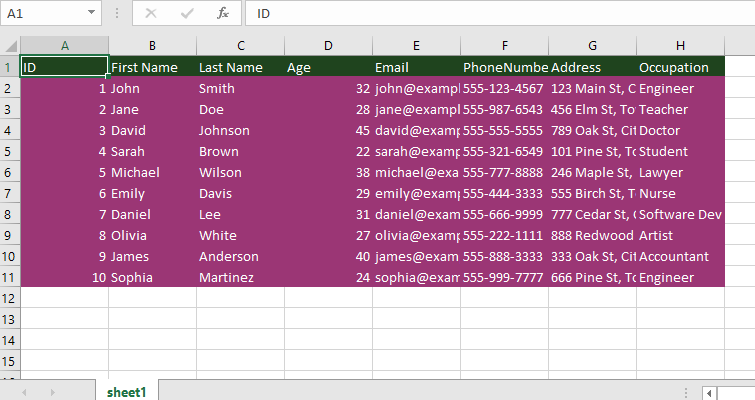 A1 fx ID
A B C D E F G H
1 ID First Name Last Name Age Email PhoneNumbe Address Occupation
2 1 John Smith 32 john@exampl 555-123-4567 123 Main St, C Engineer
3 2 Jane Doe 28 jane@exampl 555-987-6543 456 Elm St, To Teacher
4 3 David Johnson 45 david@exam 555-555-5555 789 Oak St, Cit Doctor
5 4 Sarah Brown 22 sarah@exam 555-321-6549 101 Pine St, To Student
6 5 Michael Wilson 38 michael@exa 555-777-8888 246 Maple St, Lawyer
7 6 Emily Davis 29 emily@exam 555-444-3333 555 Birch St, T Nurse
8 7 Daniel Lee 31 daniel@exam 555-666-9999 777 Cedar St, Software Dev
9 8 Olivia White 27 olivia@exam 555-222-1111 888 Redwood Artist
10 9 James Anderson 40 james@exam 555-888-3333 333 Oak St, Cit Accountant
11 10 Sophia Martinez 24 sophia@exam 555-999-7777 666 Pine St, To Engineer
12
13
14
15
sheet1